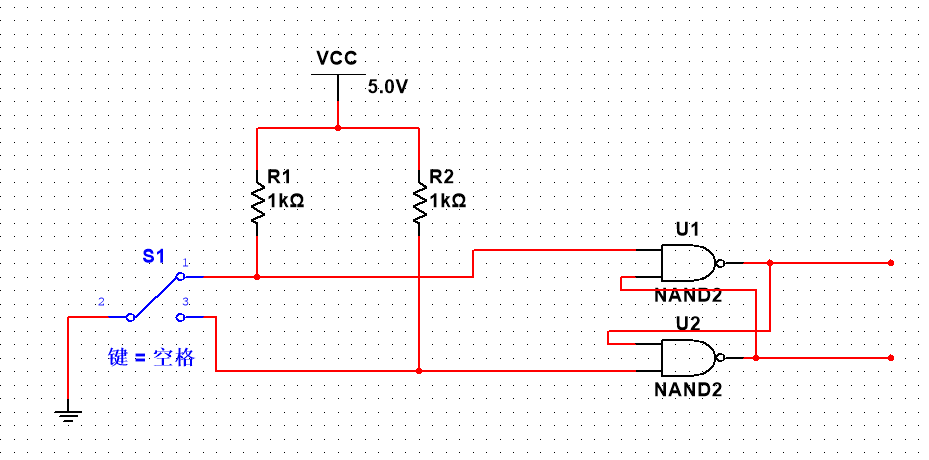 VCC
5.0V
R1
1kΩ
R2
1kΩ
U1
NAND2
S1
1
2
3
键 = 空格
U2
NAND2